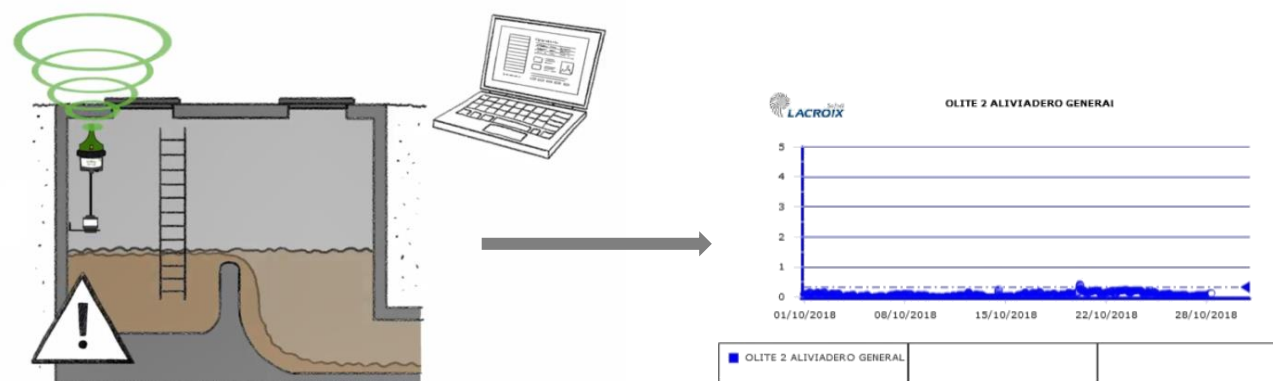 Sofrel
LACROIX
OLITE 2 ALIVIADERO GENERAL
5
4
3
2
1
0
01/10/2018 08/10/2018 15/10/2018 22/10/2018 28/10/2018
OLITE 2 ALIVIADERO GENERAL